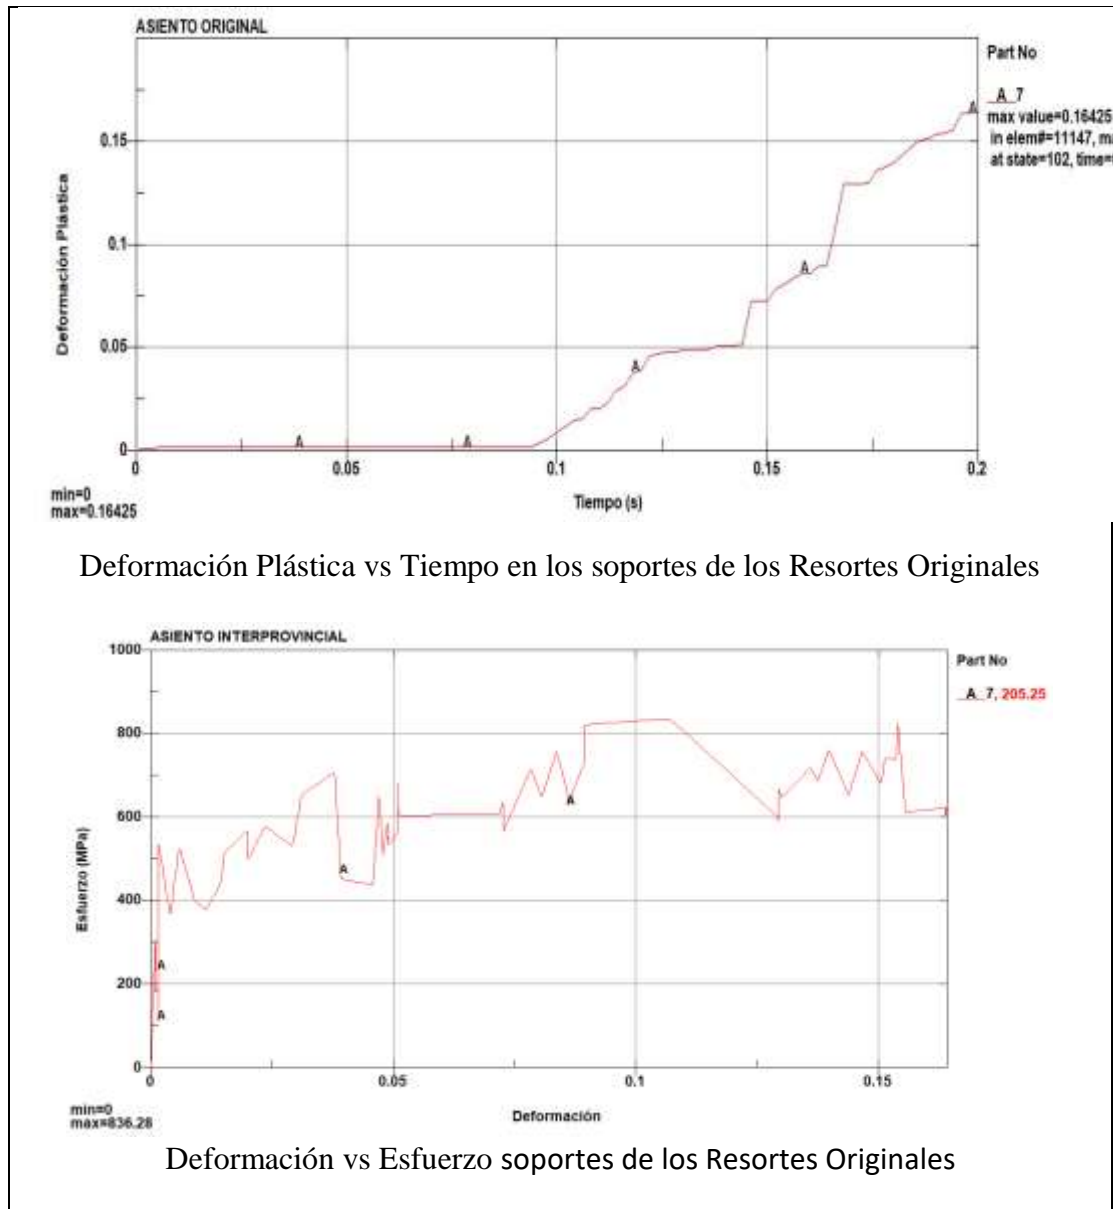 ASIENTO ORIGINAL
Part No
A 7
max value=0.16425
in elem#=11147, ma
at state=102, time=
Deformación Plástica
0.15
0.1
0.05
0
A
A
A
A
A
0
0.05
0.1
0.15
0.2
Tiempo (s)
min=0
max=0.16425
Deformación Plástica vs Tiempo en los soportes de los Resortes Originales
ASIENTO INTERPROVINCIAL
Part No
A 7, 205.25
Esfuerzo (MPa)
1000
800
600
400
200
0
A
A
A
A
0
0.05
0.1
0.15
Deformación
min=0
max=836.28
Deformación vs Esfuerzo soportes de los Resortes Originales